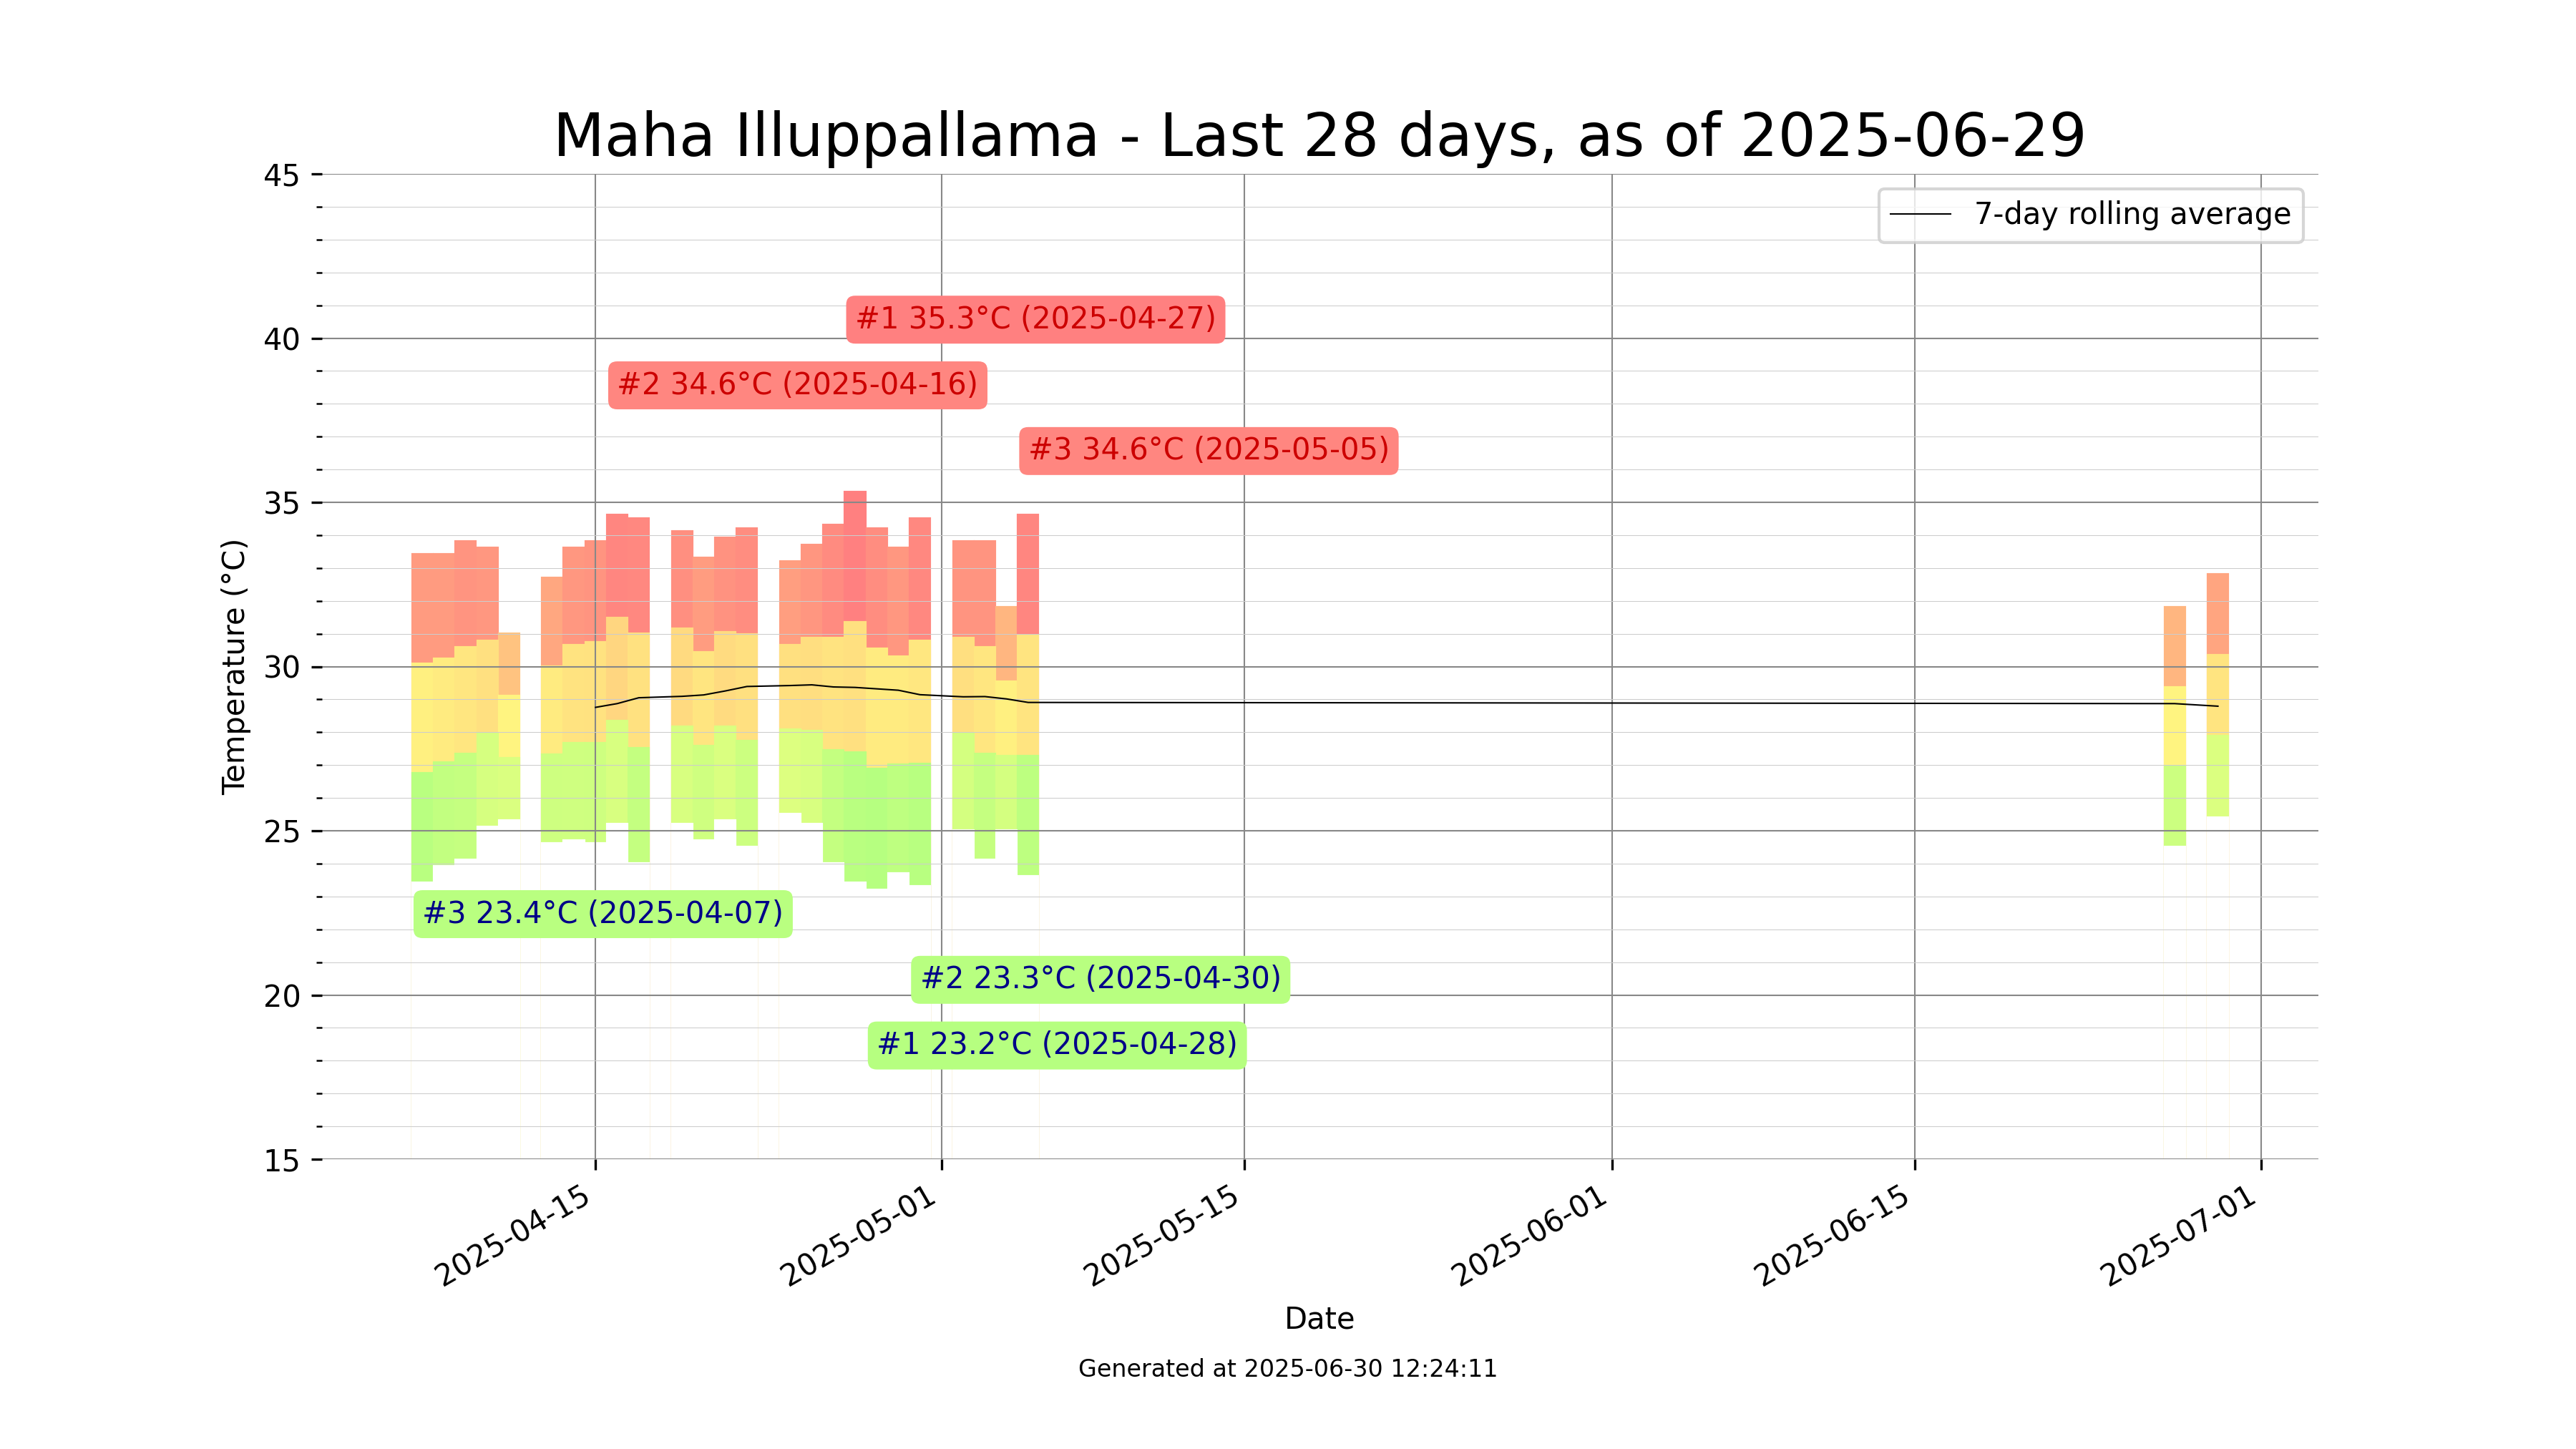 Maha Illuppallama - Last 28 days, as of 2025-06-29
45
7-day rolling average
#1 35.3°C (2025-04-27)
40
#2 34.6°C (2025-04-16)
#3 34.6°C (2025-05-05)
35
Temperature (°C)
30
25
#3 23.4°C (2025-04-07)
#2 23.3°C (2025-04-30)
20
#1 23.2°C (2025-04-28)
15
2025-04-15
2025-05-01
2025-05-15
2025-06-01
2025-06-15
2025-07-01
Date
Generated at 2025-06-30 12:24:11